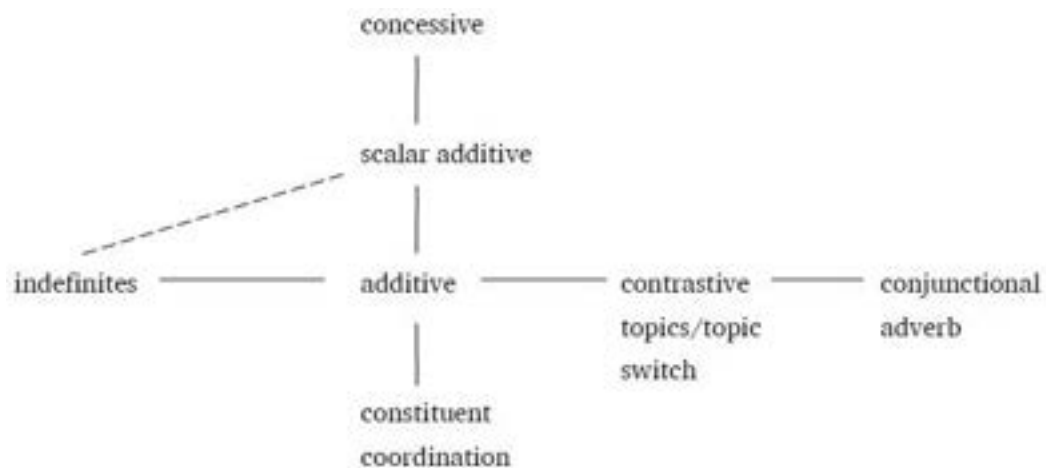 concessive
scalar additive
indefinites
additive
contrastive
topics/topic
switch
conjunctional
adverb
constituent
coordination